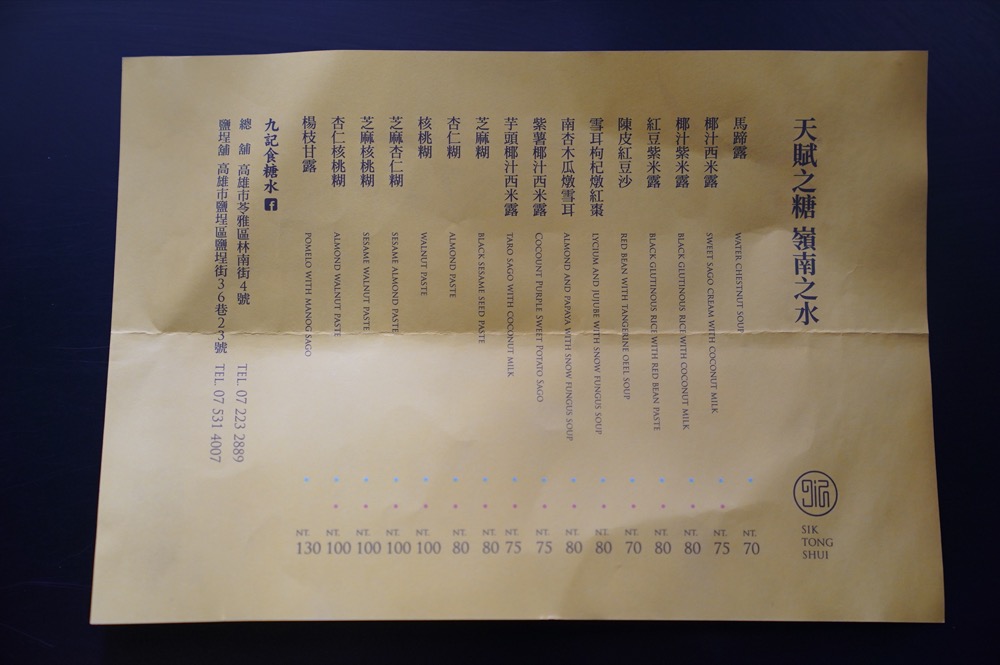 天賦之糖 嶺南之水
SIK
TONG
SHUI
馬蹄露 WATER CHESTNUT SOUP NT. 70
椰汁西米露 SWEET SAGO CREAM WITH COCONUT MILK NT. 75
椰汁紫米露 BLACK GLUTINOUS RICE WITH COCONUT MILK NT. 80
紅豆紫米露 BLACK GLUTINOUS RICE WITH RED BEAN PASTE NT. 80
陳皮紅豆沙 RED BEAN WITH TANGERINE OEEL SOUP NT. 70
雪耳枸杞燉紅棗 LYCIUM AND JUJUBE WITH SNOW FUNGUS SOUP NT. 80
南杏木瓜燉雪耳 ALMOND AND PAPAYA WITH SNOW FUNGUS SOUP NT. 80
紫薯椰汁西米露 COCOUNT PURPLE SWEET POTATO SAGO NT. 75
芋頭椰汁西米露 TARO SAGO WITH COCONUT MILK NT. 75
芝麻糊 BLACK SESAME SEED PASTE NT. 80
杏仁糊 ALMOND PASTE NT. 80
核桃糊 WALNUT PASTE NT. 100
芝麻杏仁糊 SESAME ALMOND PASTE NT. 100
芝麻核桃糊 SESAME WALNUT PASTE NT. 100
杏仁核桃糊 ALMOND WALNUT PASTE NT. 100
楊枝甘露 POMELO WITH MANOG SAGO NT. 130
九記食糖水
總 舖 高雄市苓雅區林南街4號 TEL 07 223 2889
鹽埕舖 高雄市鹽埕區鹽埕街36巷23號 TEL 07 531 4007